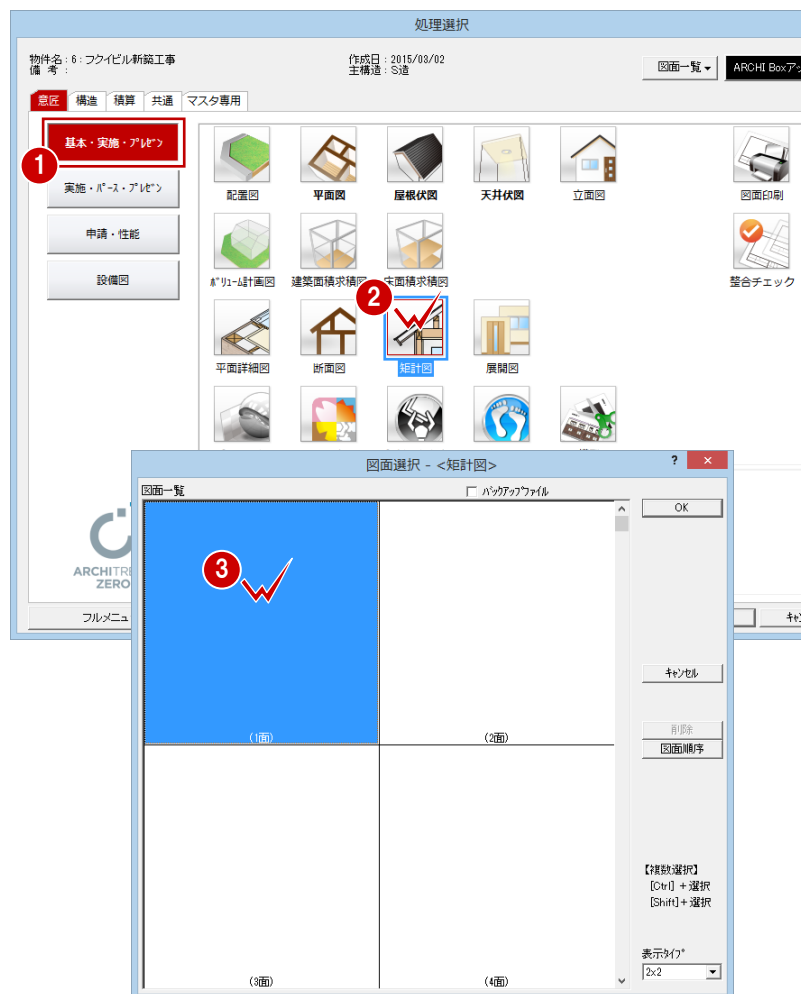 処理選択
物件名：6：フクイビル新築工事
備　考：
作成日：2015/03/02
主構造：S造
図面一覧
ARCHI Boxアッ
意匠 構造 積算 共通 マスタ専用
1
基本・実施・プレゼン
実施・パース・プレゼン
申請・性能
設備図
配置図 平面図 屋根伏図 天井伏図 立面図 図面印刷
ボリューム計画図 建築面積求積図 床面積求積図 整合チェック
2
平面詳細図 断面図 矩計図 展開図
ARCHITRE
ZERO
フルメニュ
キャン
図面選択 - <矩計図>
?
×
図面一覧
バックアップファイル
OK
3
キャンセル
(1面) (2面)
削除
図面順序
【複数選択】
[Ctrl] + 選択
[Shift] + 選択
表示タイプ
2x2
(3面) (4面)